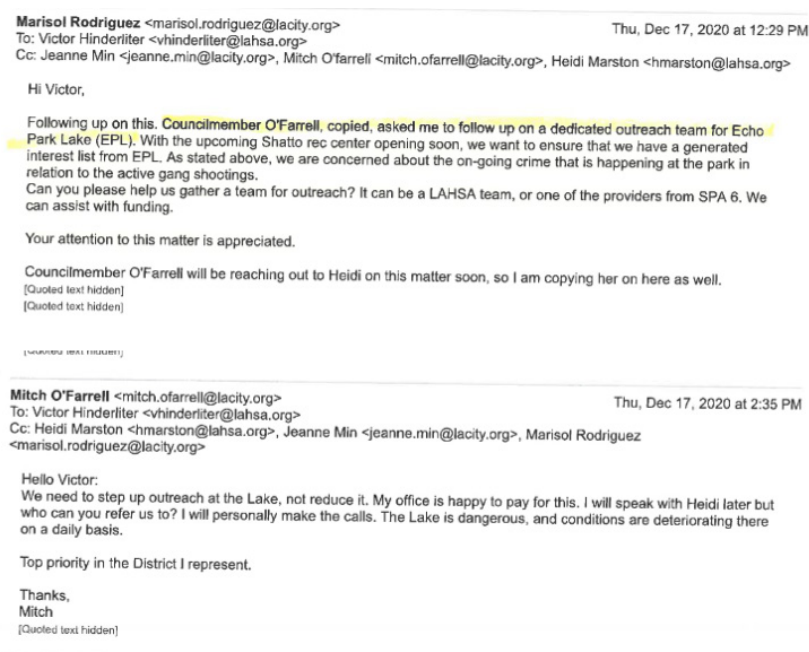 Marisol Rodriguez <marisol.rodriguez@lacity.org>
Thu, Dec 17, 2020 at 12:29 PM
To: Victor Hinderliter <vhinderliter@lahsa.org>
Cc: Jeanne Min <jeanne.min@lacity.org>, Mitch O'farrell <mitch.ofarrell@lacity.org>, Heidi Marston <hmarston@lahsa.org>
Hi Victor,
Following up on this. Councilmember O'Farrell, copied, asked me to follow up on a dedicated outreach team for Echo
Park Lake (EPL). With the upcoming Shatto rec center opening soon, we want to ensure that we have a generated
interest list from EPL. As stated above, we are concerned about the on-going crime that is happening at the park in
relation to the active gang shootings.
Can you please help us gather a team for outreach? It can be a LAHSA team, or one of the providers from SPA 6. We
can assist with funding.
Your attention to this matter is appreciated.
Councilmember O'Farrell will be reaching out to Heidi on this matter soon, so I am copying her on here as well.
[Quoted text hidden]
[Quoted text hidden]
[Quoted text hidden]
Mitch O'Farrell <mitch.ofarrell@lacity.org>
Thu, Dec 17, 2020 at 2:35 PM
To: Victor Hinderliter <vhinderliter@lahsa.org>
Cc: Heidi Marston <hmarston@lahsa.org>, Jeanne Min <jeanne.min@lacity.org>, Marisol Rodriguez
<marisol.rodriguez@lacity.org>
Hello Victor:
We need to step up outreach at the Lake, not reduce it. My office is happy to pay for this. I will speak with Heidi later but
who can you refer us to? I will personally make the calls. The Lake is dangerous, and conditions are deteriorating there
on a daily basis.
Top priority in the District I represent.
Thanks,
Mitch
[Quoted text hidden]